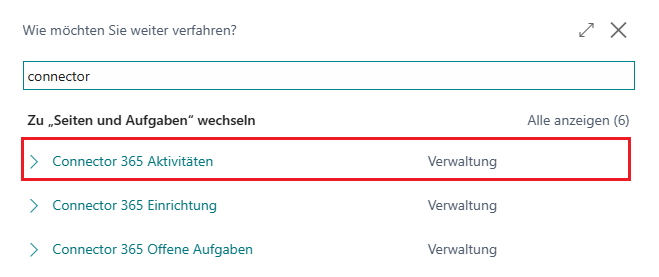 Wie möchten Sie weiter verfahren?
connector
Zu „Seiten und Aufgaben“ wechseln Alle anzeigen (6)
Connector 365 Aktivitäten Verwaltung
Connector 365 Einrichtung Verwaltung
Connector 365 Offene Aufgaben Verwaltung